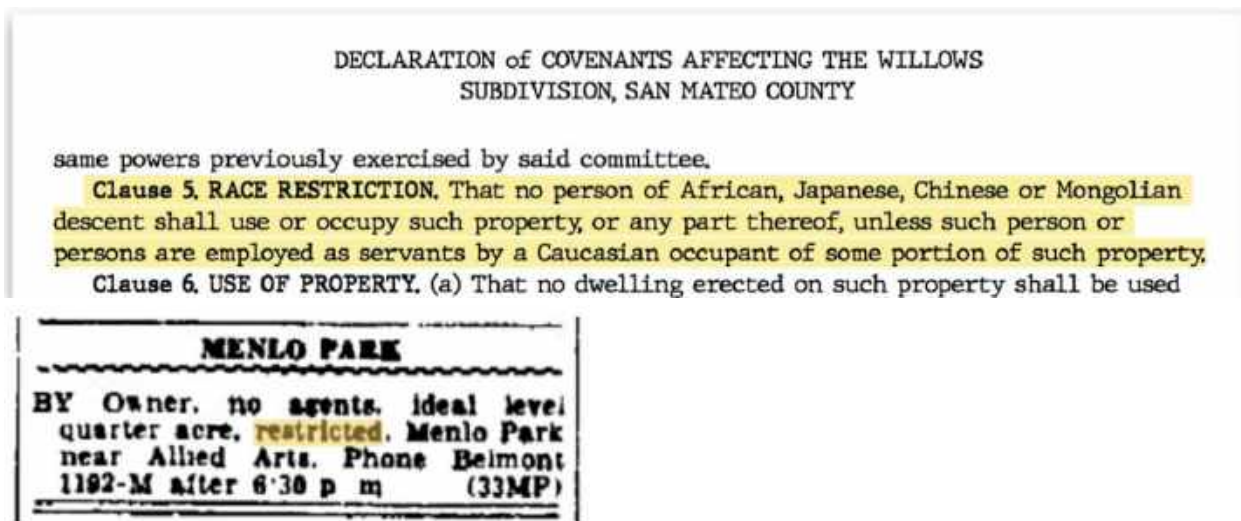 DECLARATION of COVENANTS AFFECTING THE WILLOWS
SUBDIVISION, SAN MATEO COUNTY
same powers previously exercised by said committee.
Clause 5. RACE RESTRICTION. That no person of African, Japanese, Chinese or Mongolian
descent shall use or occupy such property, or any part thereof, unless such person or
persons are employed as servants by a Caucasian occupant of some portion of such property.
Clause 6. USE OF PROPERTY. (a) That no dwelling erected on such property shall be used
MENLO PARK
BY Owner, no agents, ideal level
quarter acre, restricted. Menlo Park
near Allied Arts. Phone Belmont
1192-M after 6:30 p m (33MP)